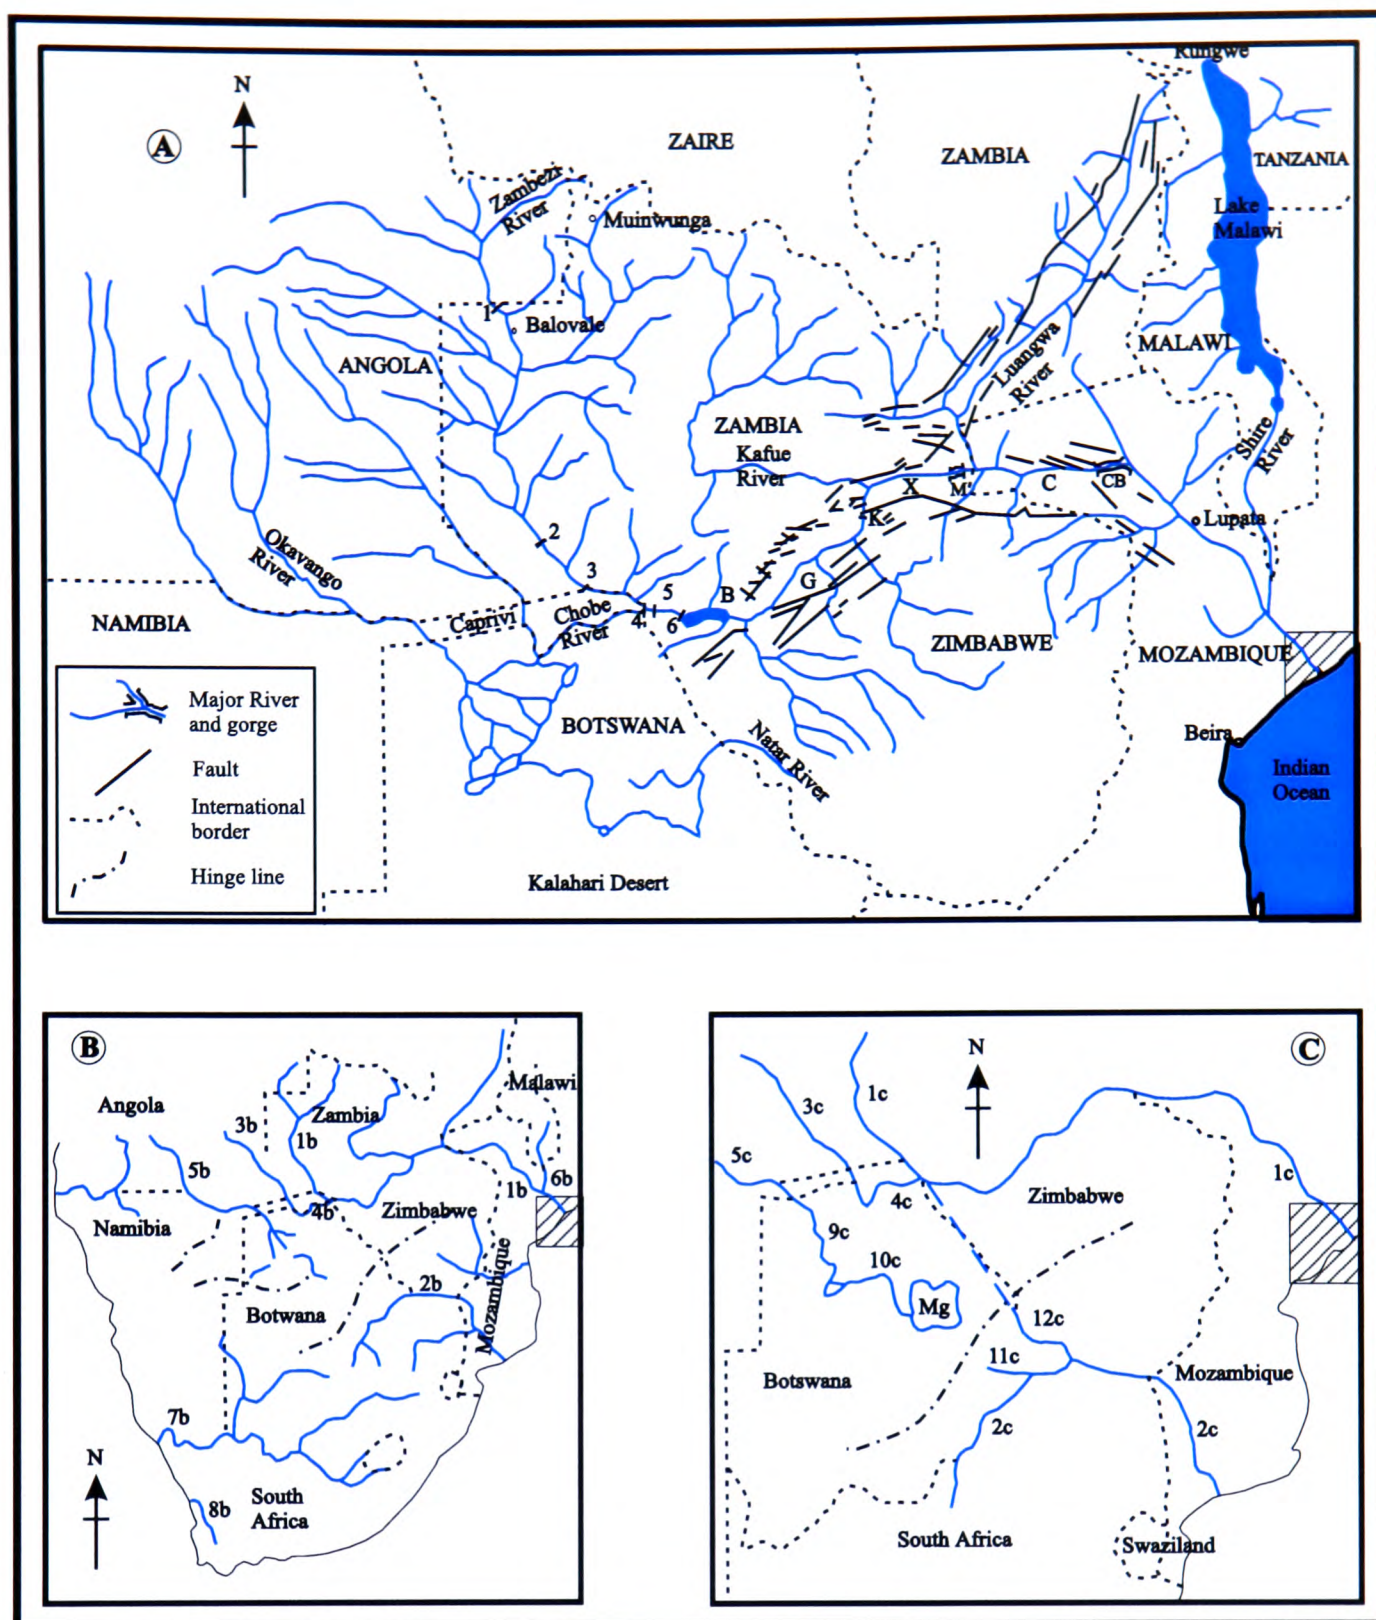 Rungwe
N
A
ZAIRE
ZAMBIA
TANZANIA
Zambezi
River
Muinwunga
Lake
Malawi
1
Balovale
ANGOLA
MALAWI
Luangwa
River
ZAMBIA
Kafue
River
Shire
River
X
M
C
CB
K
Lupata
2
Okavango
River
3
5
B
G
NAMIBIA
Caprivi
Chobe
River
4
6
ZIMBABWE
MOZAMBIQUE
Major River
and gorge
BOTSWANA
Natar River
Beira
Fault
Indian
Ocean
International
border
Hinge line
Kalahari Desert
B
Malawi
Angola
Zambia
3b
1b
5b
6b
1b
4b
Zimbabwe
Namibia
2b
Mozambique
Botwana
7b
N
South
Africa
8b
C
N
1c
3c
5c
1c
4c
Zimbabwe
9c
10c
Mg
12c
11c
Botswana
Mozambique
2c
2c
South Africa
Swaziland